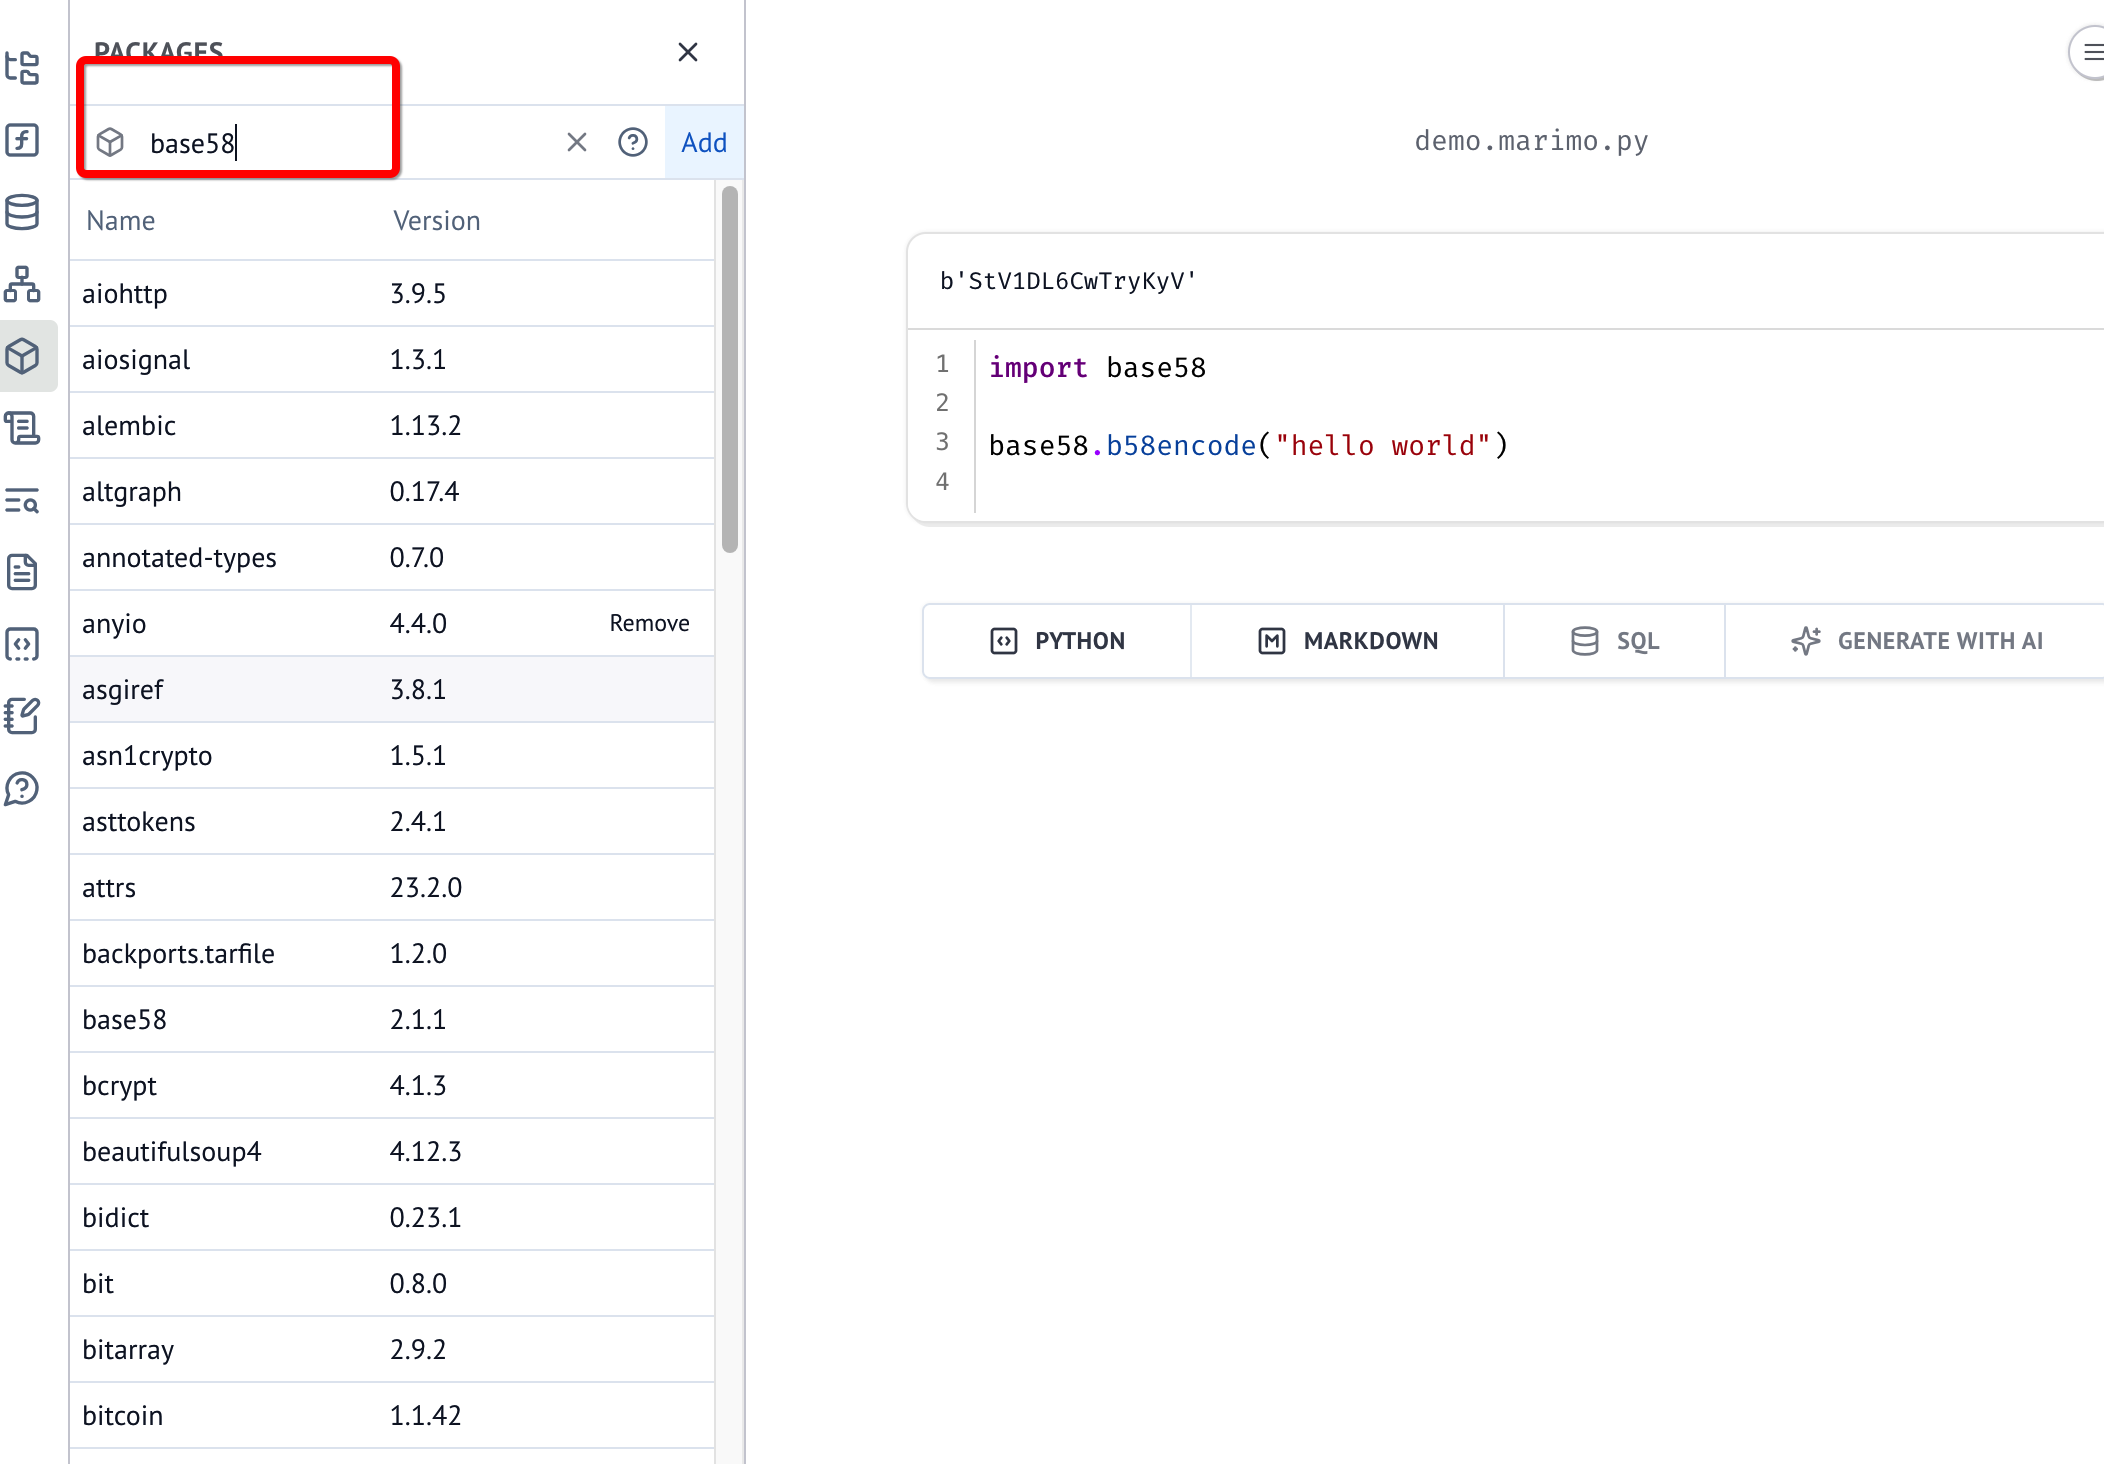 PACKAGES
base58
Add
Name Version
aiohttp 3.9.5
aiosignal 1.3.1
alembic 1.13.2
altgraph 0.17.4
annotated-types 0.7.0
anyio 4.4.0 Remove
asgiref 3.8.1
asn1crypto 1.5.1
asttokens 2.4.1
attrs 23.2.0
backports.tarfile 1.2.0
base58 2.1.1
bcrypt 4.1.3
beautifulsoup4 4.12.3
bidict 0.23.1
bit 0.8.0
bitarray 2.9.2
bitcoin 1.1.42
demo.marimo.py
b'StV1DL6CwTryKyV'
1 import base58
2
3 base58.b58encode("hello world")
4
PYTHON MARKDOWN SQL GENERATE WITH AI